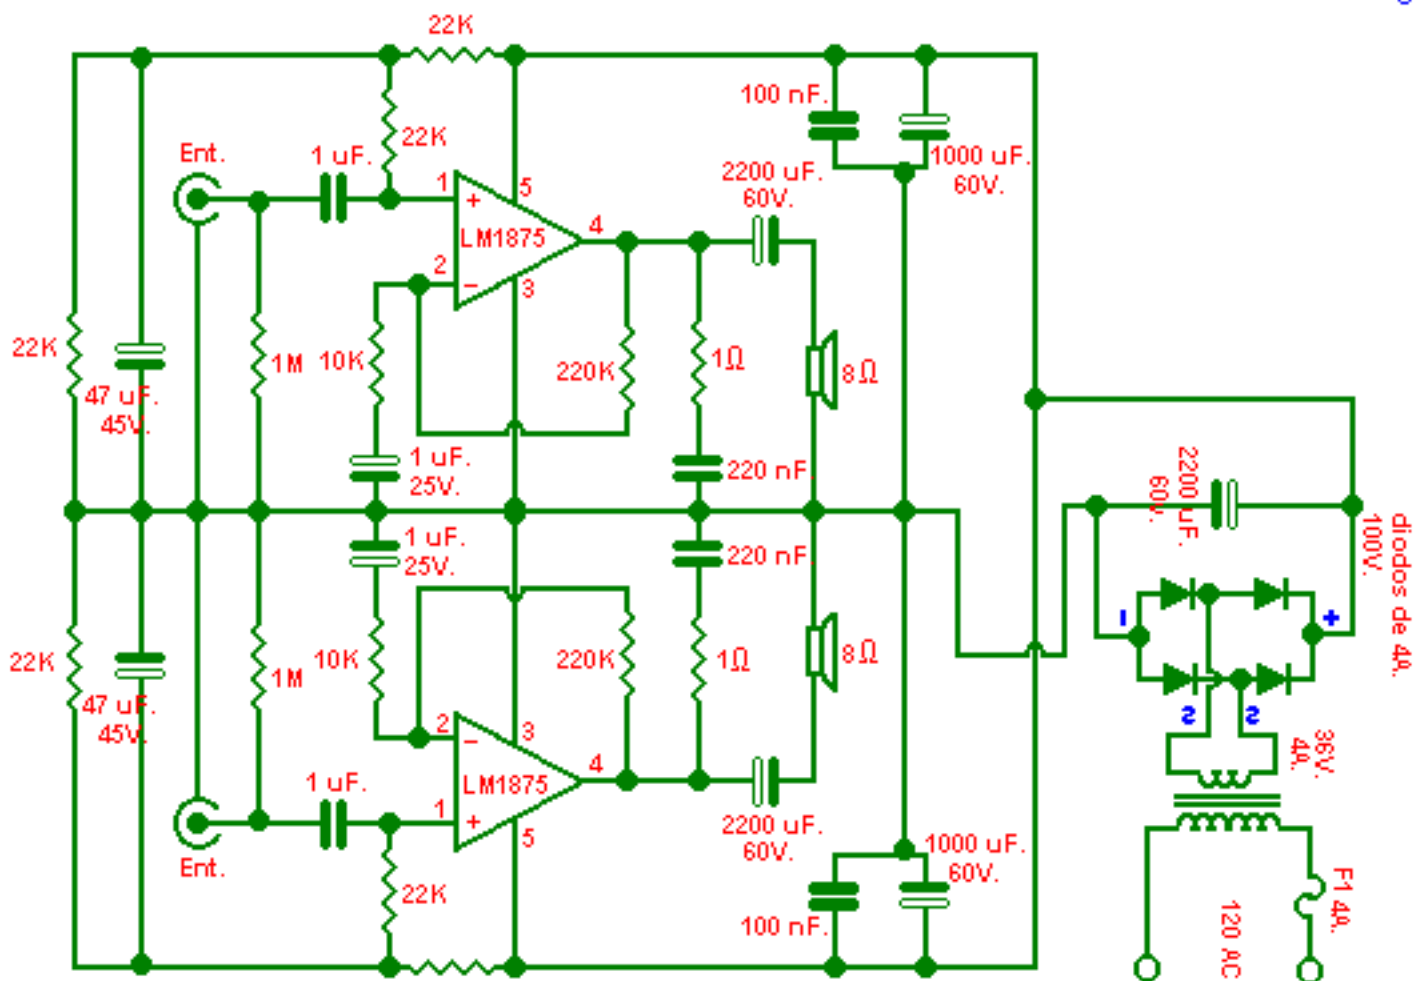 22K
100 nF.
22K
Ent.
1 uF.
2200 uF.
60V.
1000 uF.
60V.
1
+
5
LM1875
4
2
−
3
22K
47 uF.
45V.
1M
10K
220K
1Ω
8Ω
1 uF.
25V.
220 nF.
2200 uF.
60v.
diodos de 4A.
100V.
1 uF.
25V.
220 nF.
22K
47 uF.
45V.
1M
10K
220K
1Ω
8Ω
-
+
2
2
36V.
4A.
2
−
3
LM1875
4
1
+
5
1 uF.
Ent.
2200 uF.
60V.
1000 uF.
60V.
22K
100 nF.
F1 4A.
120 AC